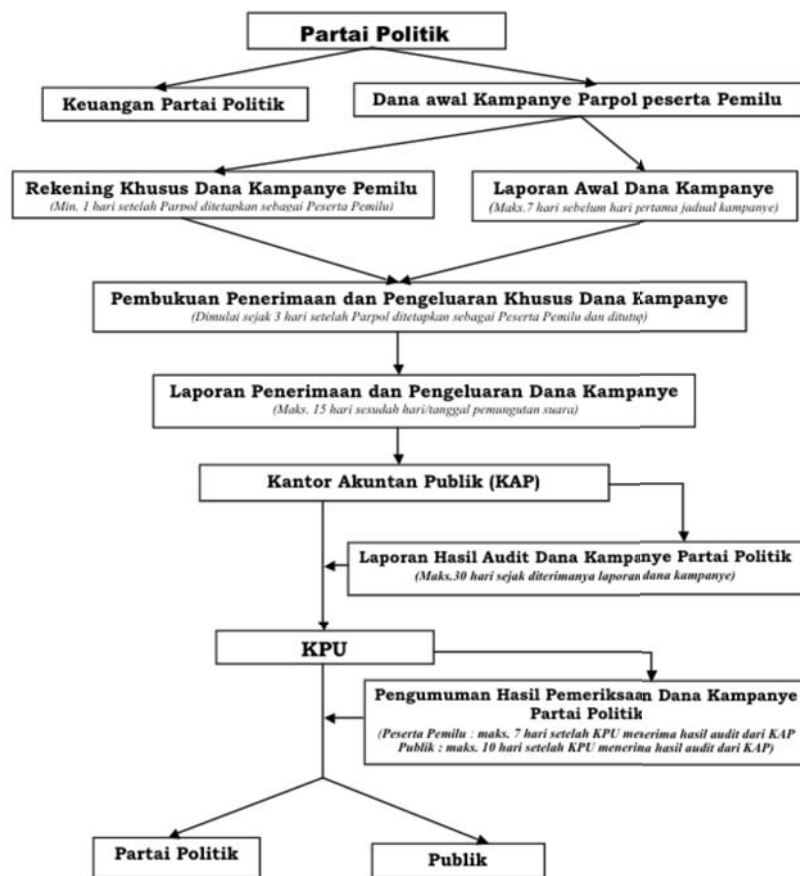 Partai Politik
Keuangan Partai Politik
Dana awal Kampanye Parpol peserta Pemilu
Rekening Khusus Dana Kampanye Pemilu
(Min. 1 hari setelah Parpol ditetapkan sebagai Peserta Pemilu)
Laporan Awal Dana Kampanye
(Maks.7 hari sebelum hari pertama jadual kampanye)
Pembukuan Penerimaan dan Pengeluaran Khusus Dana Kampanye
(Dimulai sejak 3 hari setelah Parpol ditetapkan sebagai Peserta Pemilu dan ditutup)
Laporan Penerimaan dan Pengeluaran Dana Kampanye
(Maks. 15 hari sesudah hari/tanggal pemungutan suara)
Kantor Akuntan Publik (KAP)
Laporan Hasil Audit Dana Kampanye Partai Politik
(Maks.30 hari sejak diterimanya laporan dana kampanye)
KPU
Pengumuman Hasil Pemeriksaan Dana Kampanye
Partai Politik
(Peserta Pemilu : maks. 7 hari setelah KPU menerima hasil audit dari KAP
Publik : maks. 10 hari setelah KPU menerina hasil audit dari KAP)
Partai Politik
Publik